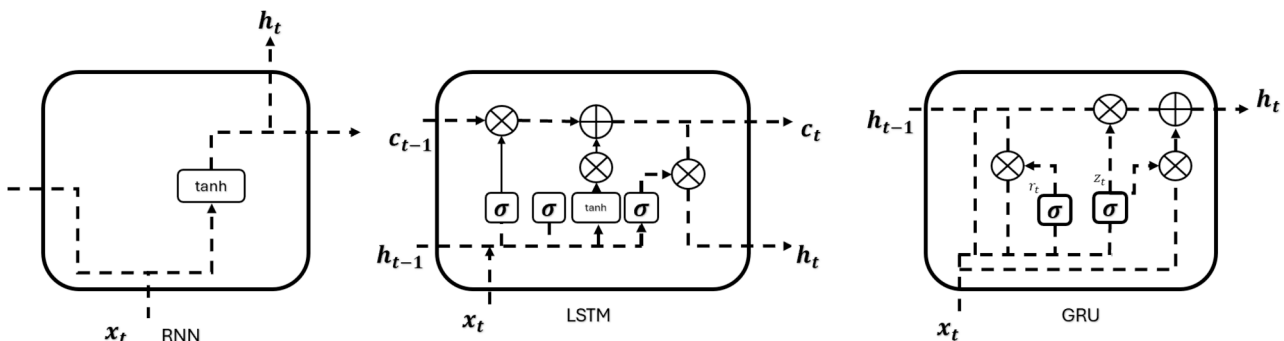 h_t
tanh
x_t
RNN
c_{t-1}
c_t
σ
σ
tanh
σ
h_{t-1}
h_t
x_t
LSTM
h_{t-1}
h_t
r_t
z_t
σ
σ
x_t
GRU